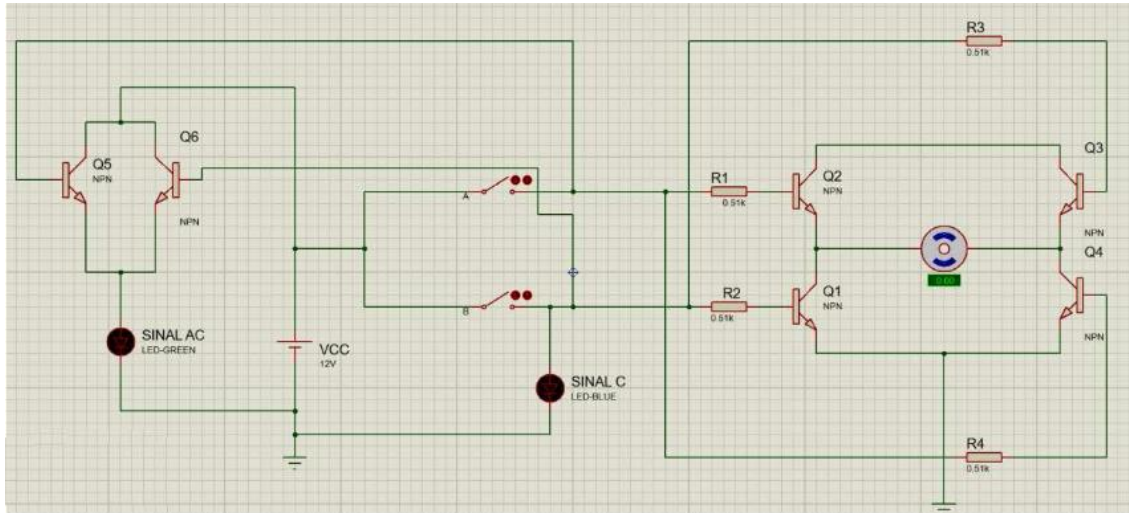 R3
0.51k
Q6
Q5
NPN
NPN
Q3
NPN
R1
0.51k
Q2
NPN
A
Q4
NPN
0.00
R2
0.51k
Q1
NPN
B
SINAL AC
LED-GREEN
VCC
12V
SINAL C
LED-BLUE
R4
0.51k